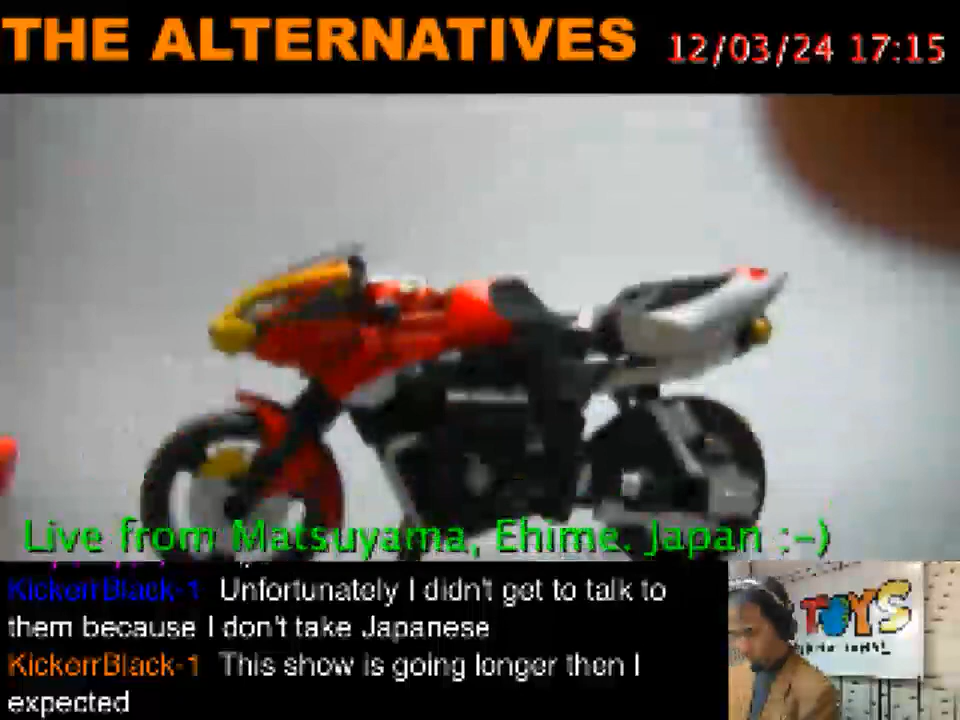 THE ALTERNATIVES 12/03/24 17:15
Live from Matsuyama, Ehime. Japan :-)
KickerrBlack-1 Unfortunately I didn't get to talk to
them because I don't take Japanese
KickerrBlack-1 This show is going longer then I
expected
TOYS